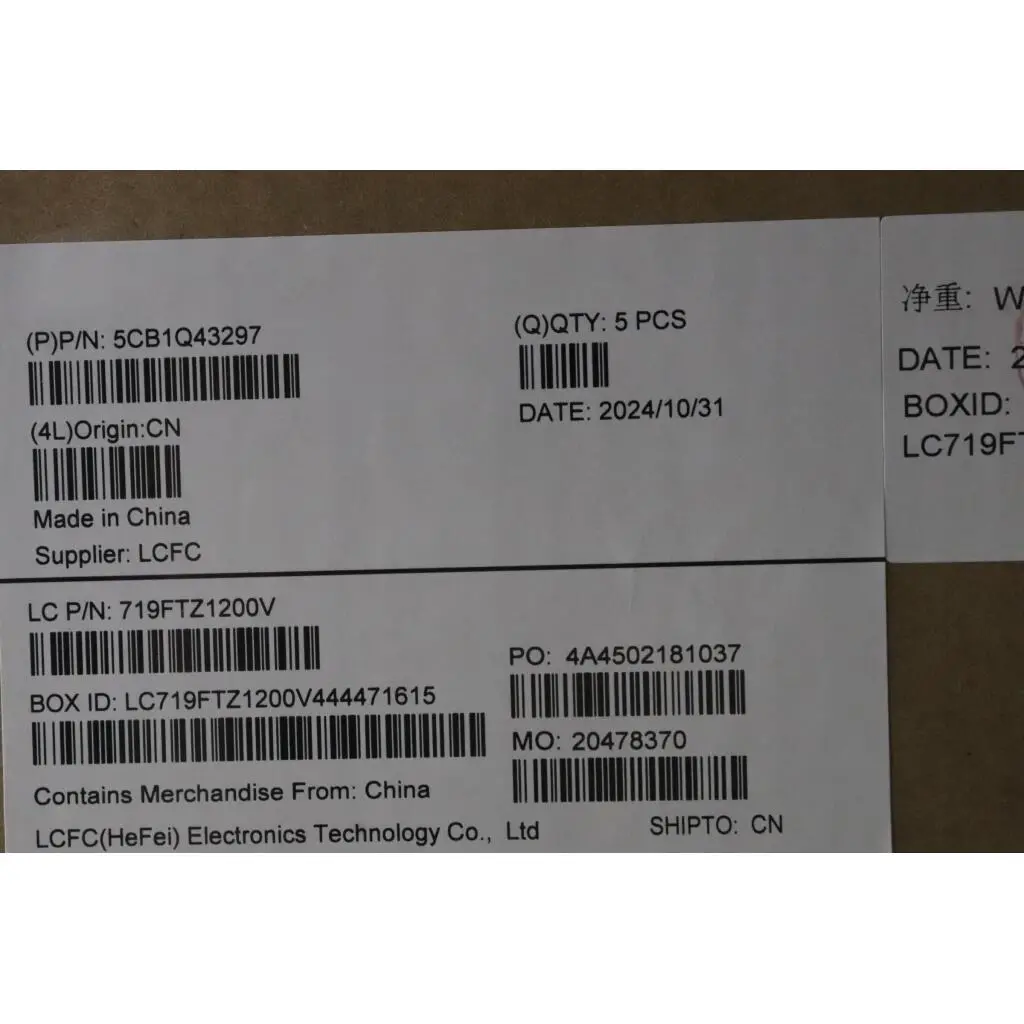 (P)P/N: 5CB1Q43297
(Q)QTY: 5 PCS
DATE: 2024/10/31
(4L)Origin:CN
Made in China
Supplier: LCFC
LC P/N: 719FTZ1200V
BOX ID: LC719FTZ1200V444471615
PO: 4A4502181037
MO: 20478370
Contains Merchandise From: China
LCFC(HeFei) Electronics Technology Co., Ltd
SHIPTO: CN
净重: W
DATE: 2
BOXID:
LC719F